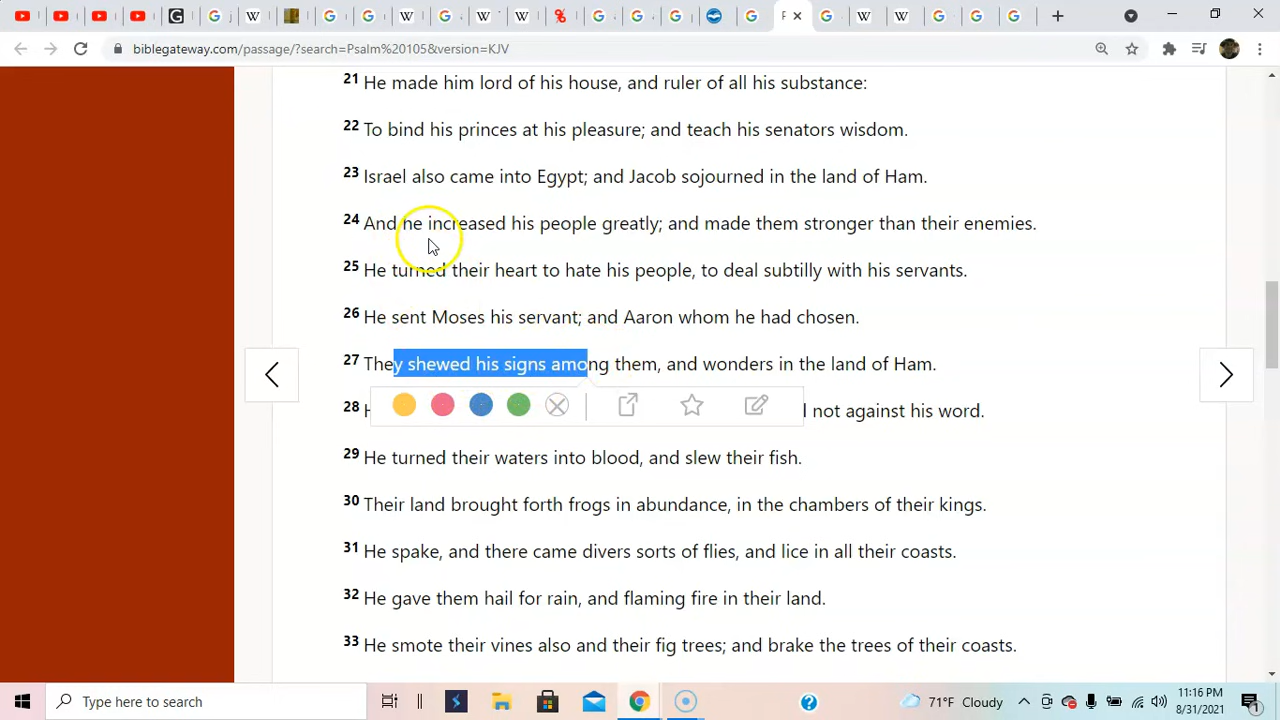 biblegateway.com/passage/?search=Psalm%20105&version=KJV
21 He made him lord of his house, and ruler of all his substance:
22 To bind his princes at his pleasure; and teach his senators wisdom.
23 Israel also came into Egypt; and Jacob sojourned in the land of Ham.
24 And he increased his people greatly; and made them stronger than their enemies.
25 He turned their heart to hate his people, to deal subtilly with his servants.
26 He sent Moses his servant; and Aaron whom he had chosen.
27 They shewed his signs among them, and wonders in the land of Ham.
28 H not against his word.
29 He turned their waters into blood, and slew their fish.
30 Their land brought forth frogs in abundance, in the chambers of their kings.
31 He spake, and there came divers sorts of flies, and lice in all their coasts.
32 He gave them hail for rain, and flaming fire in their land.
33 He smote their vines also and their fig trees; and brake the trees of their coasts.
Type here to search
71°F Cloudy
11:16 PM
8/31/2021